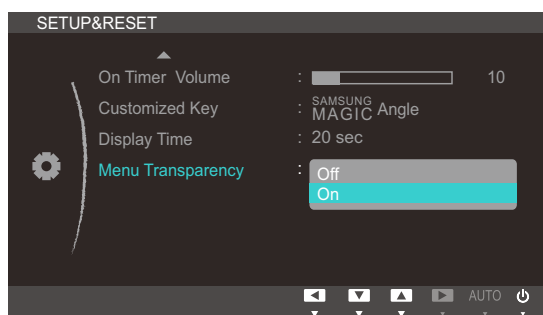 SETUP&RESET
On Timer Volume : 10
Customized Key : SAMSUNG MAGIC Angle
Display Time : 20 sec
Menu Transparency : Off
On
AUTO